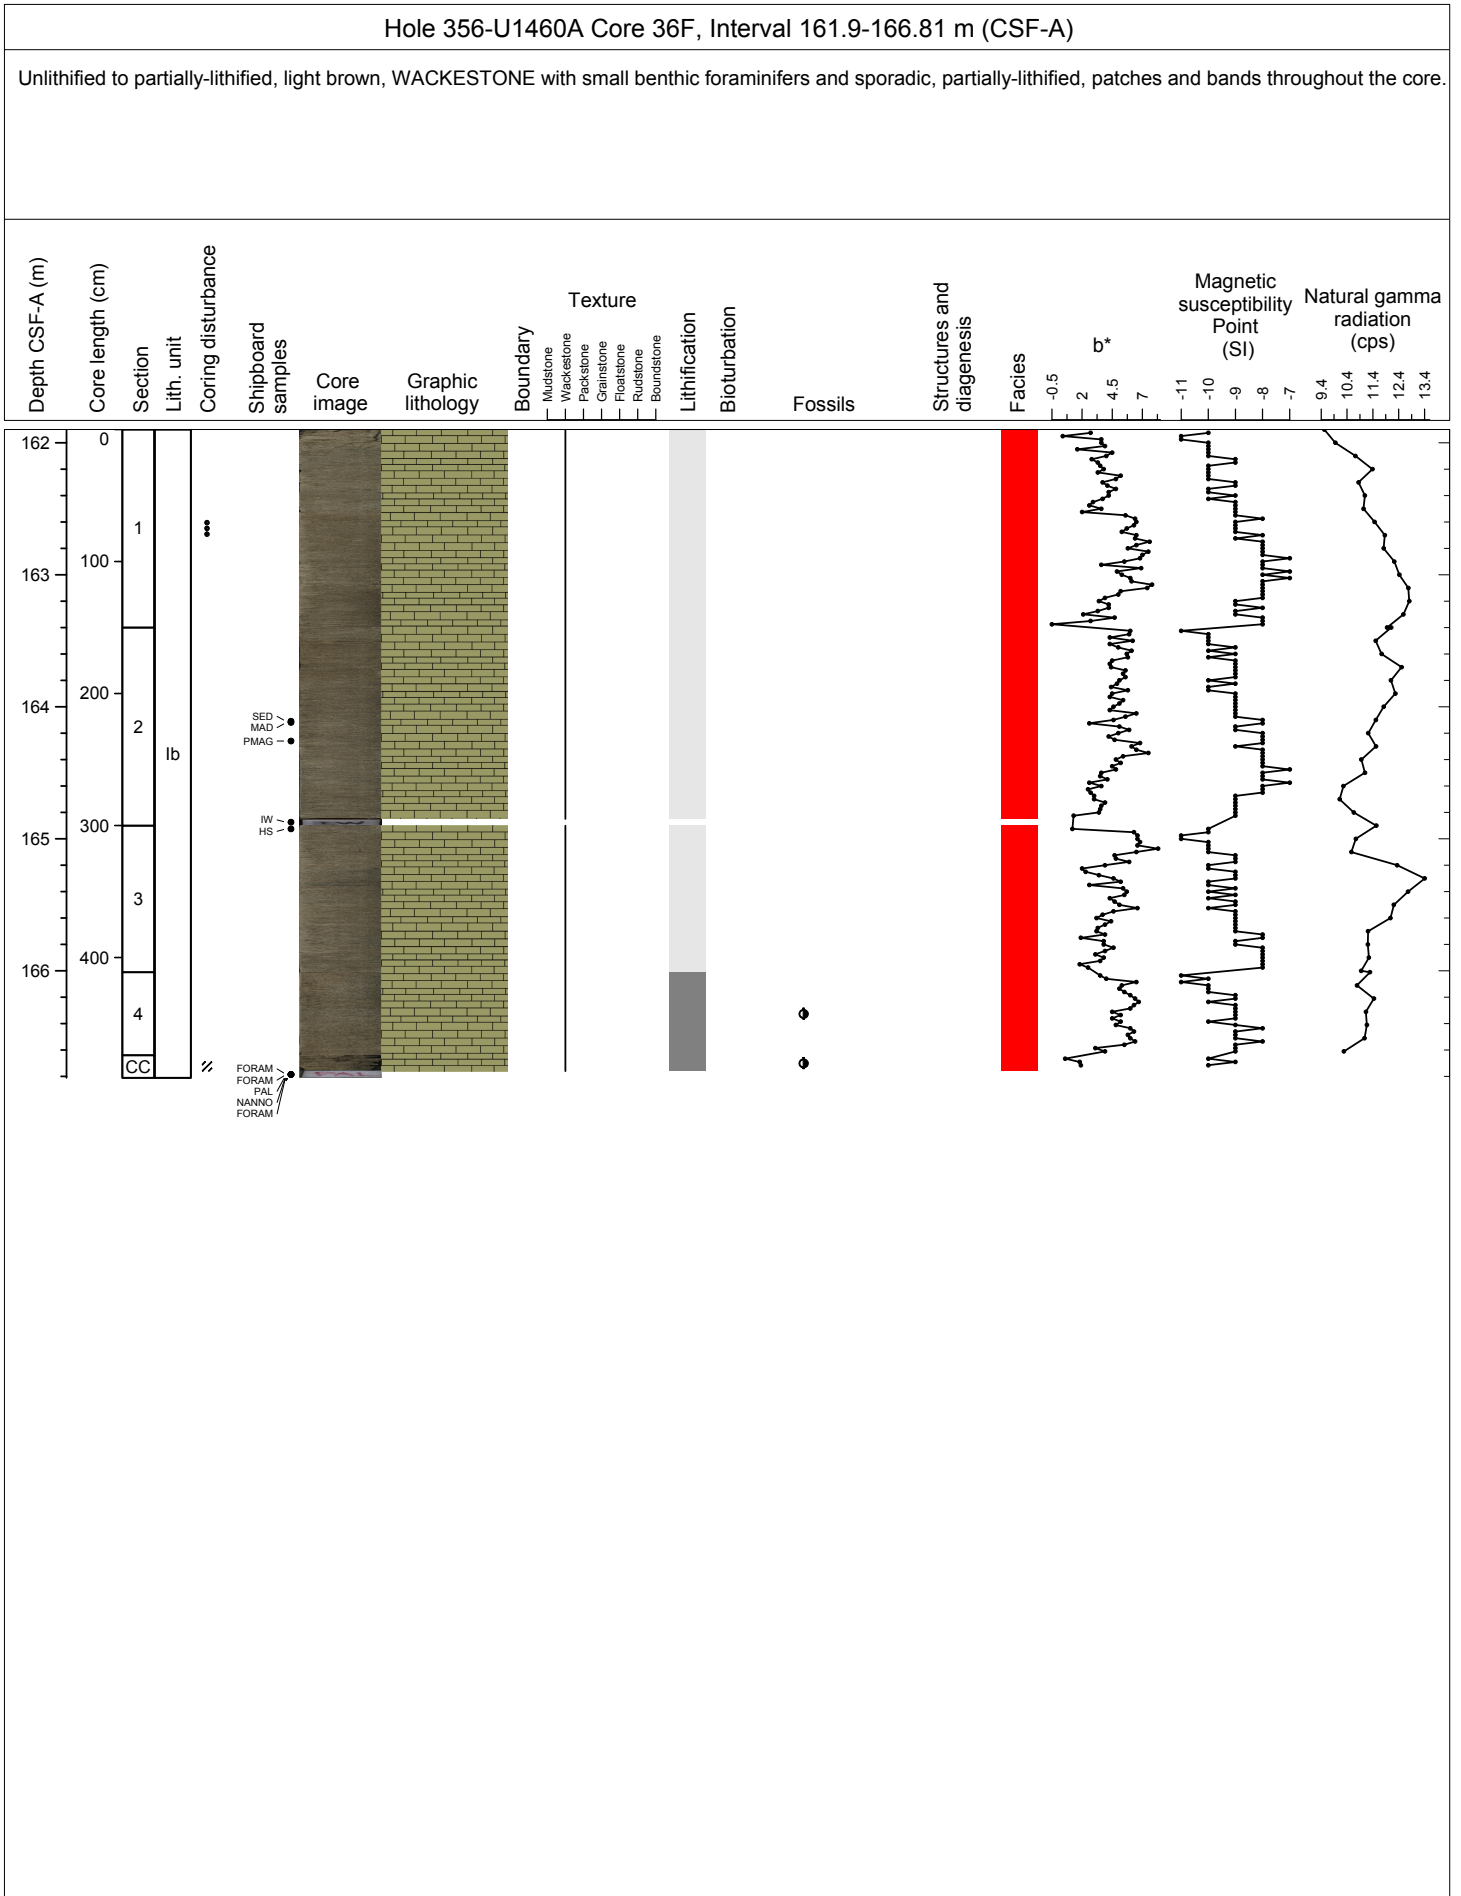 Hole 356-U1460A Core 36F, Interval 161.9-166.81 m (CSF-A)
Unlithified to partially-lithified, light brown, WACKESTONE with small benthic foraminifers and sporadic, partially-lithified, patches and bands throughout the core.
Depth CSF-A (m)
Core length (cm)
Section
Lith. unit
Coring disturbance
Shipboard
samples
Core
image
Graphic
lithology
Boundary
Texture
Mudstone
Wackestone
Packstone
Grainstone
Floatstone
Rudstone
Boundstone
Lithification
Bioturbation
Fossils
Structures and
diagenesis
Facies
b*
-0.5
2
4.5
7
Magnetic
susceptibility
Point
(SI)
-11
-10
-9
-8
-7
Natural gamma
radiation
(cps)
9.4
10.4
11.4
12.4
13.4
162
163
164
165
166
0
100
200
300
400
1
2
3
4
CC
Ib
SED
MAD
PMAG
IW
HS
FORAM
FORAM
PAL
NANNO
FORAM
PAL